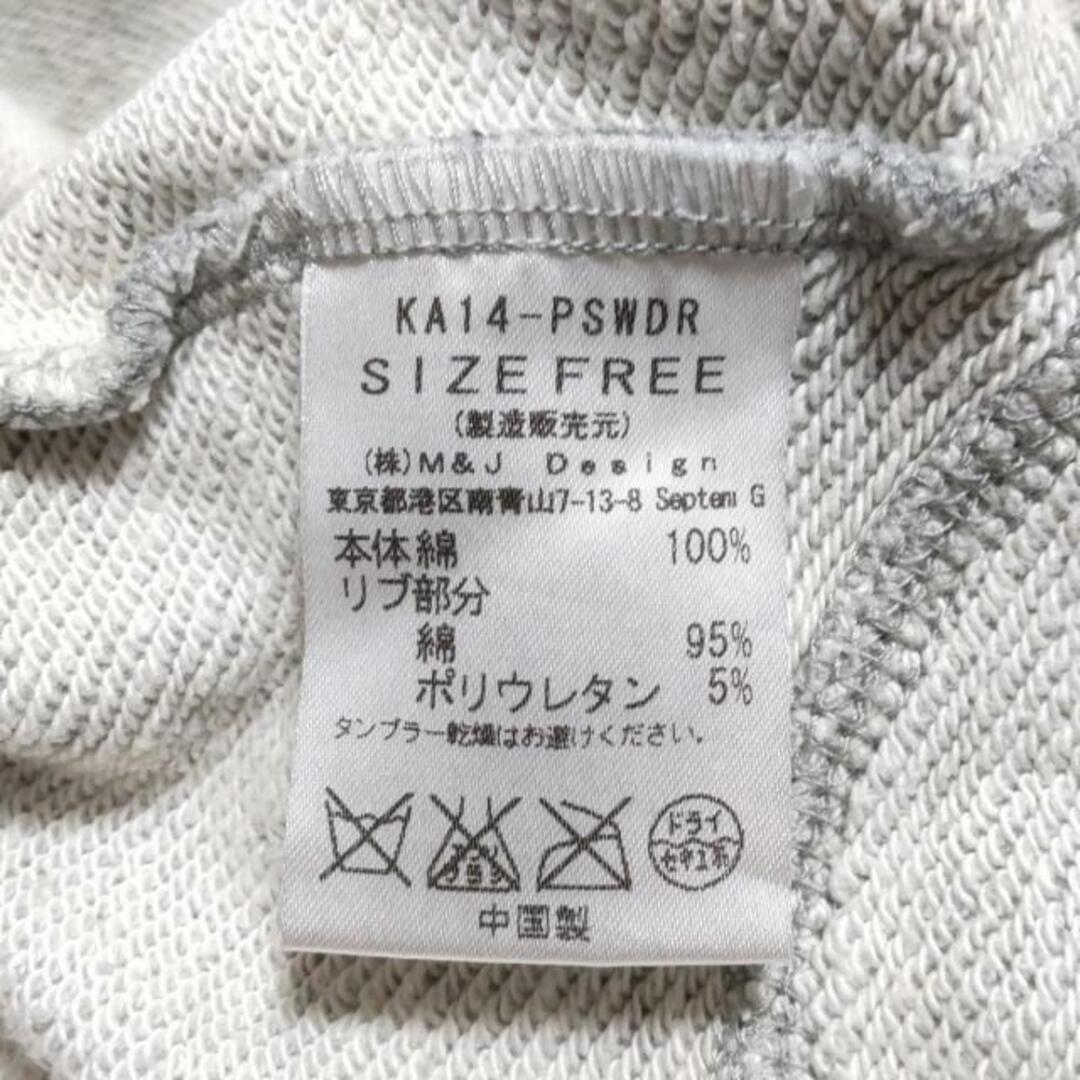 KA14-PSWDR
SIZE FREE
(製造販売元)
(株)M&J Design
東京都港区南青山7-13-8 Septem G
本体綿 100%
リブ部分
綿 95%
ポリウレタン 5%
タンブラー乾燥はお避けください。
ドライ
セキユ系
中国製